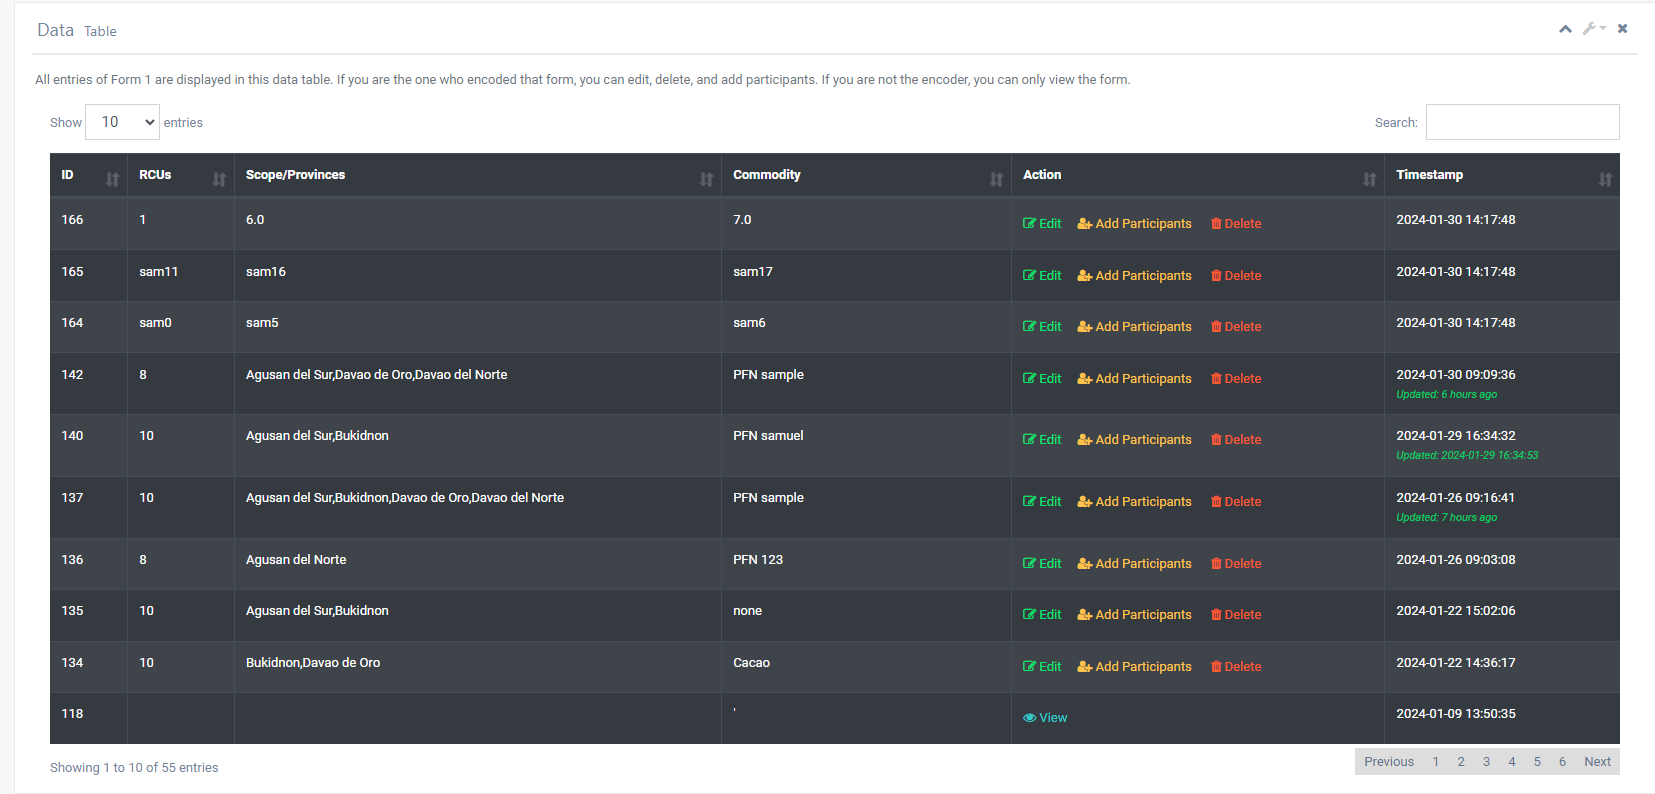 Data Table
All entries of Form 1 are displayed in this data table. If you are the one who encoded that form, you can edit, delete, and add participants. If you are not the encoder, you can only view the form.
Show 10 entries Search:
ID RCUs Scope/Provinces Commodity Action Timestamp
166 1 6.0 7.0 Edit Add Participants Delete 2024-01-30 14:17:48
165 sam11 sam16 sam17 Edit Add Participants Delete 2024-01-30 14:17:48
164 sam0 sam5 sam6 Edit Add Participants Delete 2024-01-30 14:17:48
142 8 Agusan del Sur,Davao de Oro,Davao del Norte PFN sample Edit Add Participants Delete 2024-01-30 09:09:36
Updated: 6 hours ago
140 10 Agusan del Sur,Bukidnon PFN samuel Edit Add Participants Delete 2024-01-29 16:34:32
Updated: 2024-01-29 16:34:53
137 10 Agusan del Sur,Bukidnon,Davao de Oro,Davao del Norte PFN sample Edit Add Participants Delete 2024-01-26 09:16:41
Updated: 7 hours ago
136 8 Agusan del Norte PFN 123 Edit Add Participants Delete 2024-01-26 09:03:08
135 10 Agusan del Sur,Bukidnon none Edit Add Participants Delete 2024-01-22 15:02:06
134 10 Bukidnon,Davao de Oro Cacao Edit Add Participants Delete 2024-01-22 14:36:17
118 ' View 2024-01-09 13:50:35
Showing 1 to 10 of 55 entries Previous 1 2 3 4 5 6 Next